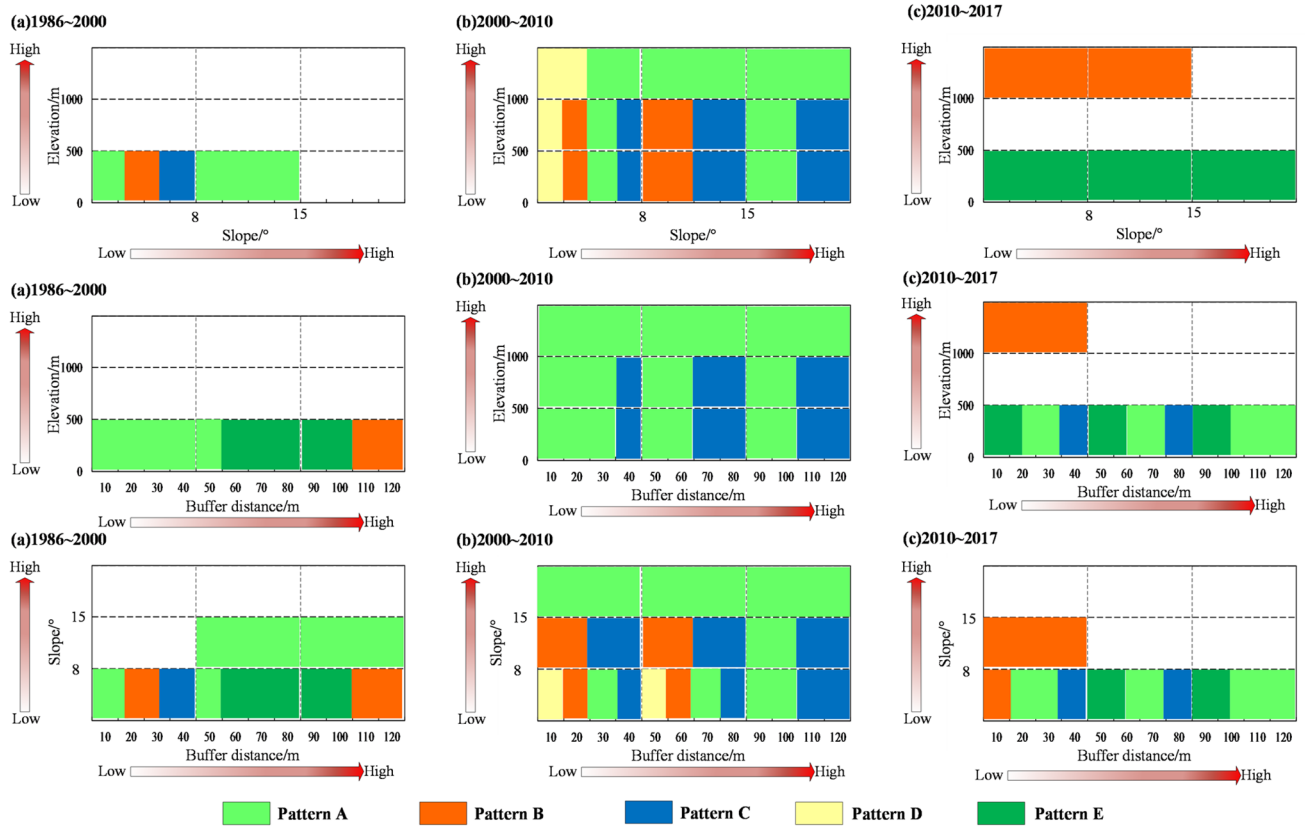 (a)1986~2000
(b)2000~2010
(c)2010~2017
High
Elevation/m
1000
500
0
Low
8
15
Slope/°
Low
High
High
Elevation/m
1000
500
0
Low
8
15
Slope/°
Low
High
High
Elevation/m
1000
500
0
Low
8
15
Slope/°
Low
High
(a)1986~2000
(b)2000~2010
(c)2010~2017
High
Elevation/m
1000
500
0
Low
10 20 30 40 50 60 70 80 90 100 110 120
Buffer distance/m
Low
High
High
Elevation/m
1000
500
0
Low
10 20 30 40 50 60 70 80 90 100 110 120
Buffer distance/m
Low
High
High
Elevation/m
1000
500
0
Low
10 20 30 40 50 60 70 80 90 100 110 120
Buffer distance/m
Low
High
(a)1986~2000
(b)2000~2010
(c)2010~2017
High
Slope/°
15
8
Low
10 20 30 40 50 60 70 80 90 100 110 120
Buffer distance/m
Low
High
High
Slope/°
15
8
Low
10 20 30 40 50 60 70 80 90 100 110 120
Buffer distance/m
Low
High
High
Slope/°
15
8
Low
10 20 30 40 50 60 70 80 90 100 110 120
Buffer distance/m
Low
High
Pattern A
Pattern B
Pattern C
Pattern D
Pattern E